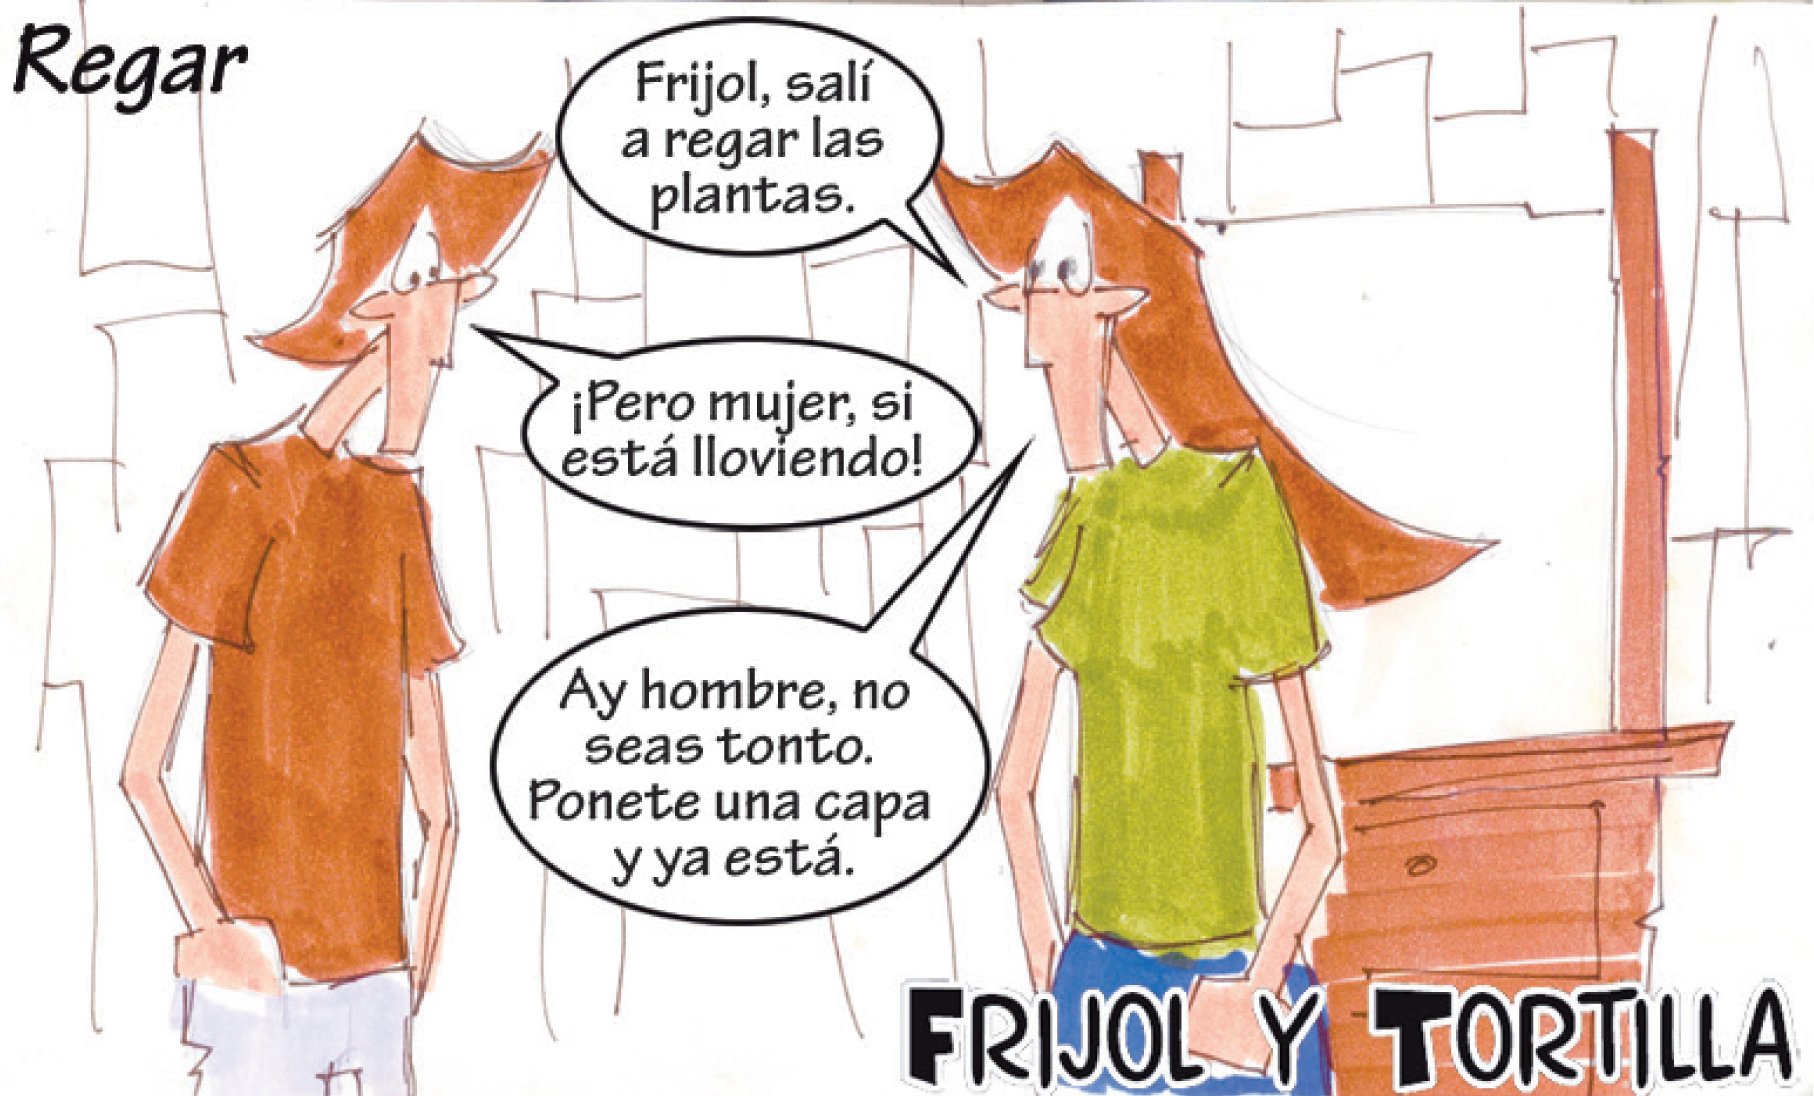 Regar
Frijol, salí
a regar las
plantas.
¡Pero mujer, si
está lloviendo!
Ay hombre, no
seas tonto.
Ponete una capa
y ya está.
FRIJOL Y TORTILLA